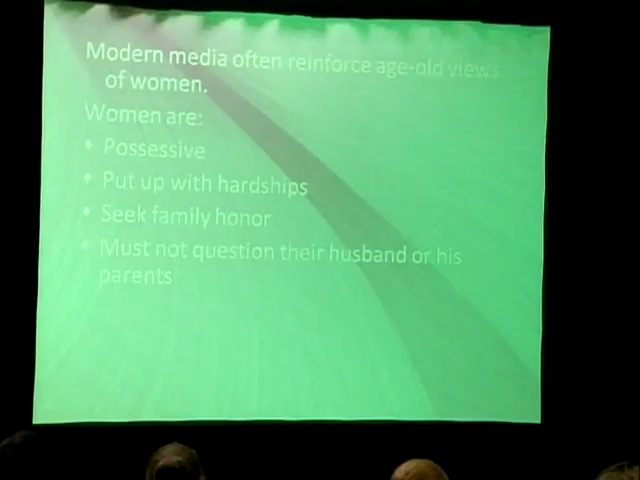 Modern media often reinforce age-old views
of women.
Women are:
• Possessive
• Put up with hardships
• Seek family honor
• Must not question their husband or his
parents